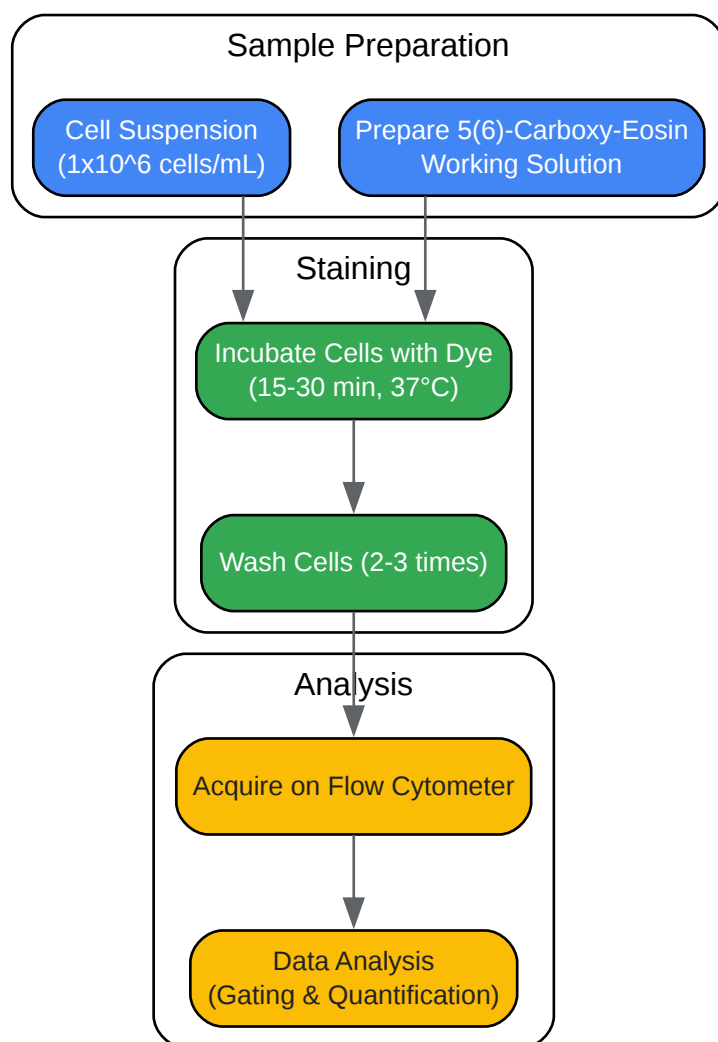 Sample Preparation
Cell Suspension
(1x10^6 cells/mL)
Prepare 5(6)-Carboxy-Eosin
Working Solution
Staining
Incubate Cells with Dye
(15-30 min, 37°C)
Wash Cells (2-3 times)
Analysis
Acquire on Flow Cytometer
Data Analysis
(Gating & Quantification)